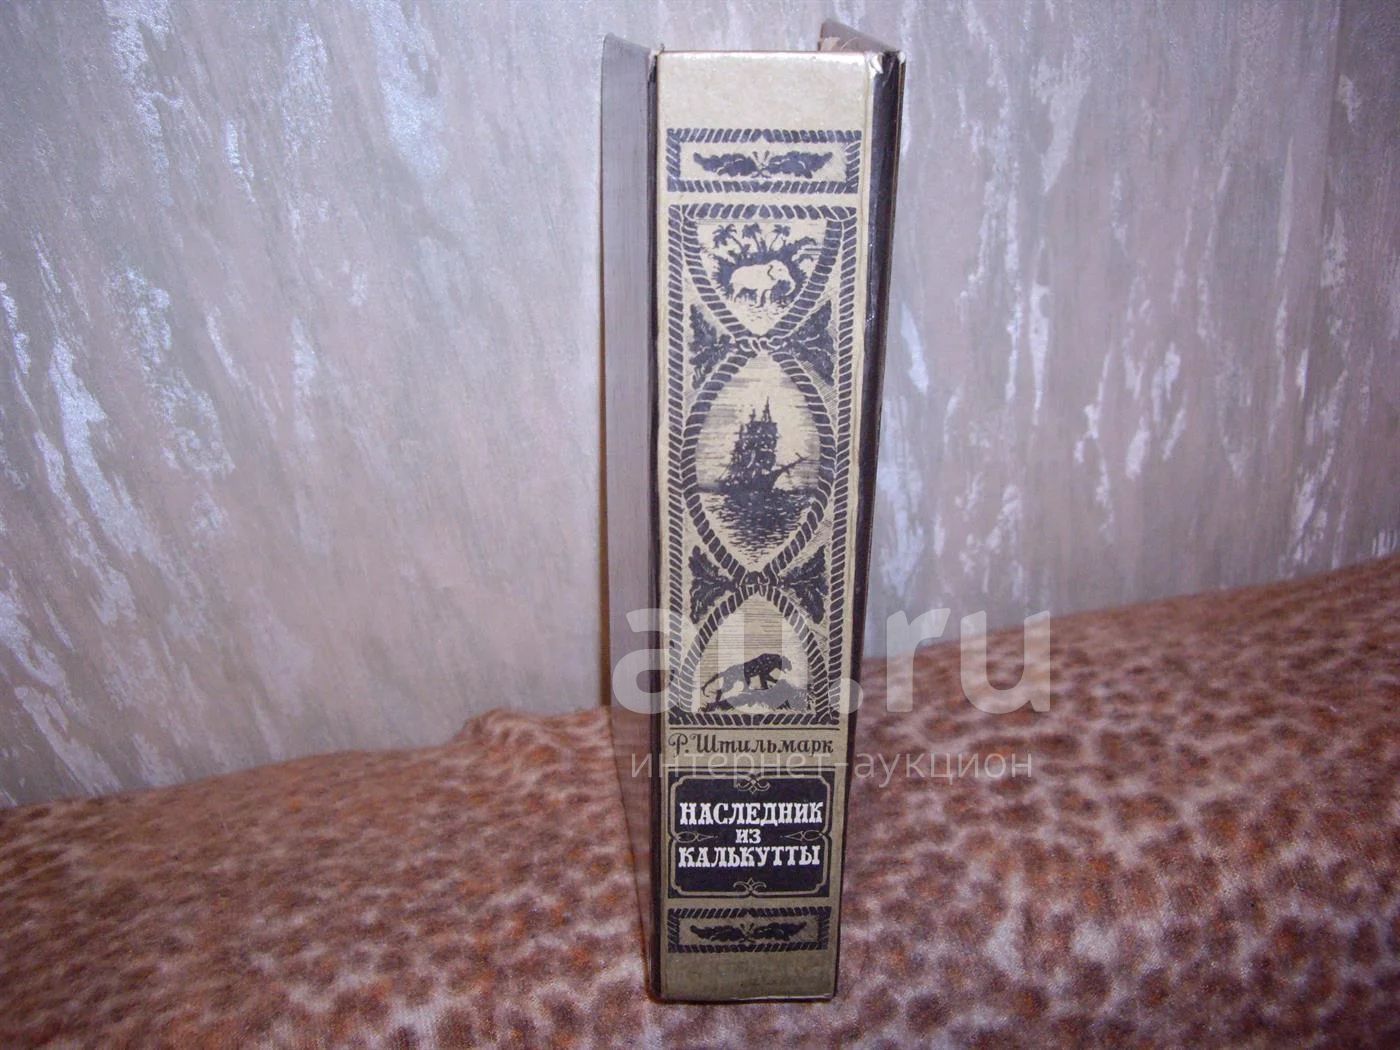 Р. Штильмарк
НАСЛЕДНИК
ИЗ
КАЛЬКУТТЫ
au.ru
интернет-аукцион